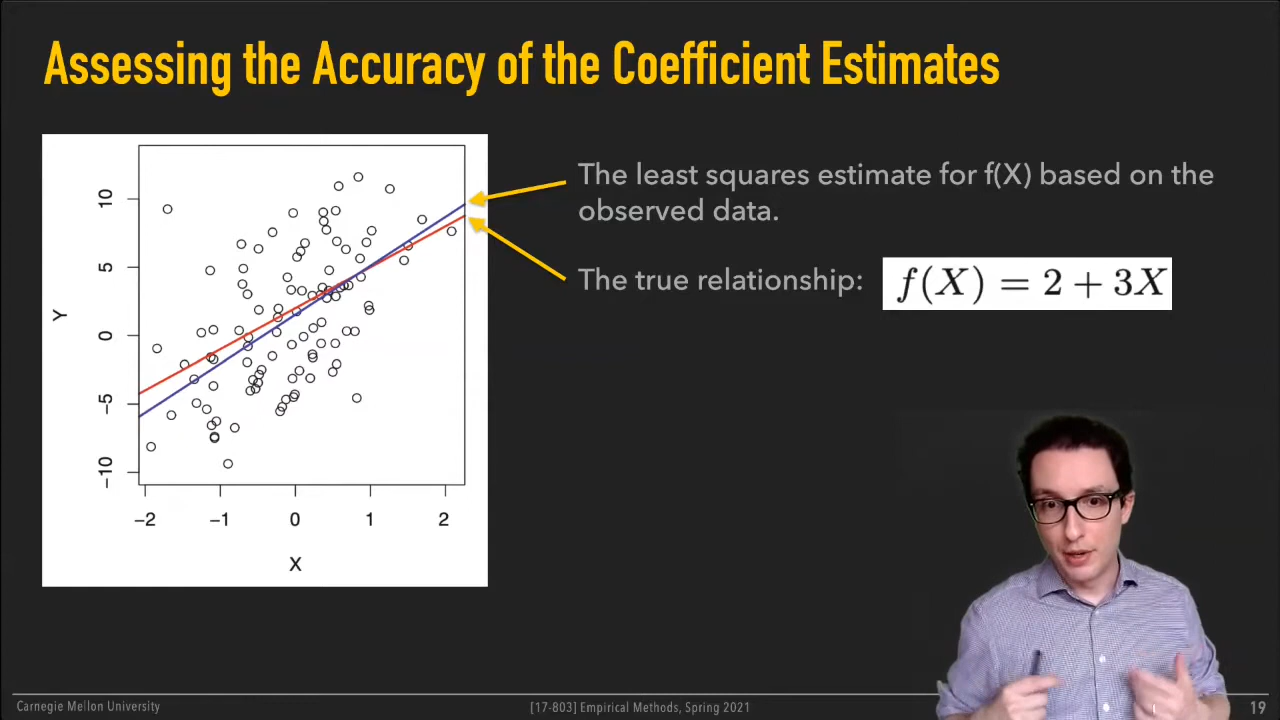 Assessing the Accuracy of the Coefficient Estimates
The least squares estimate for f(X) based on the
observed data.
The true relationship:
f(X) = 2 + 3X
Y
10
5
0
−5
−10
−2 −1 0 1 2
X
Carnegie Mellon University
[17-803] Empirical Methods, Spring 2021
19